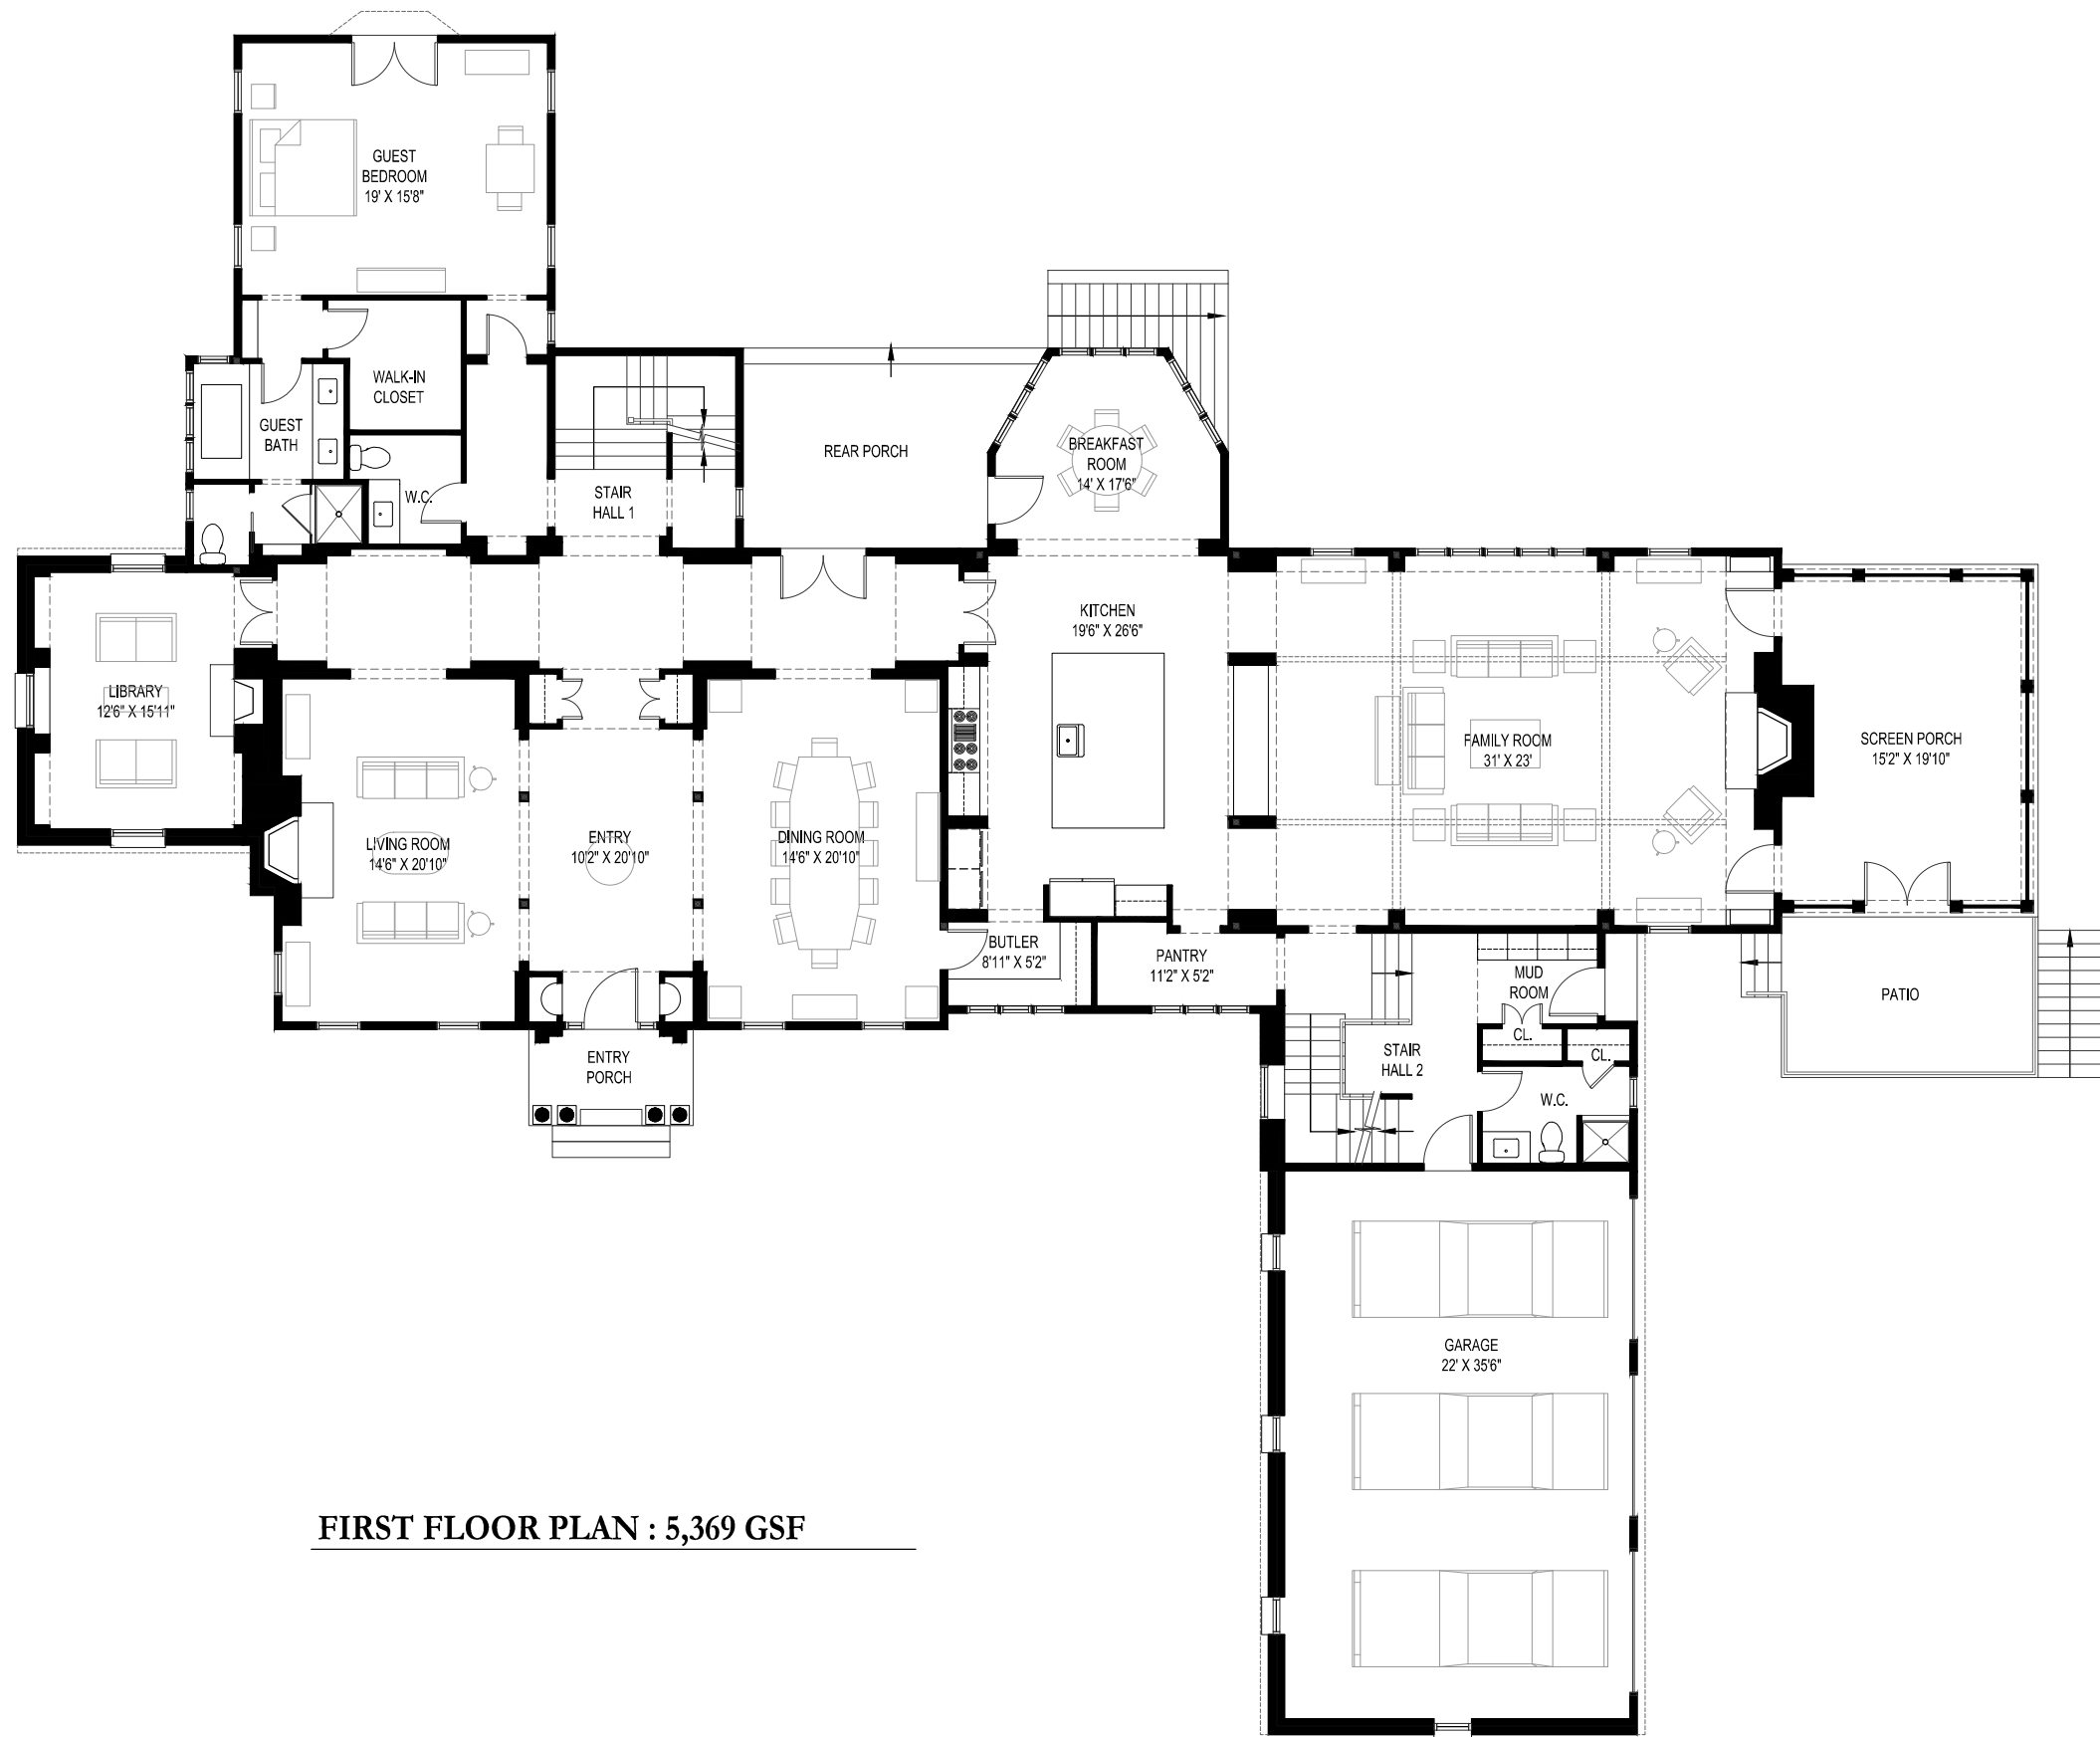 GUEST
BEDROOM
19' X 15'8"
WALK-IN
CLOSET
GUEST
BATH
W.C.
STAIR
HALL 1
REAR PORCH
BREAKFAST
ROOM
14' X 17'6"
KITCHEN
19'6" X 26'6"
LIBRARY
12'6" X 15'11"
FAMILY ROOM
31' X 23'
SCREEN PORCH
15'2" X 19'10"
LIVING ROOM
14'6" X 20'10"
ENTRY
10'2" X 20'10"
DINING ROOM
14'6" X 20'10"
BUTLER
8'11" X 5'2"
PANTRY
11'2" X 5'2"
MUD
ROOM
PATIO
CL.
CL.
STAIR
HALL 2
ENTRY
PORCH
W.C.
GARAGE
22' X 35'6"
FIRST FLOOR PLAN : 5,369 GSF